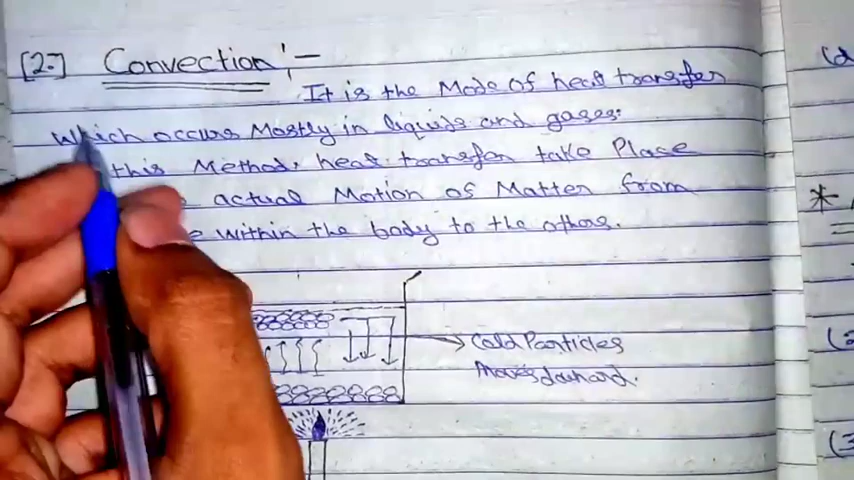 [2.] Convection :-
It is the Mode of heat transfer
which occurs Mostly in liquids and gases.
this Method, heat transfer take Place
actual Motion of Matter from
within the body to the others.
Cold Particles
Moves downward.